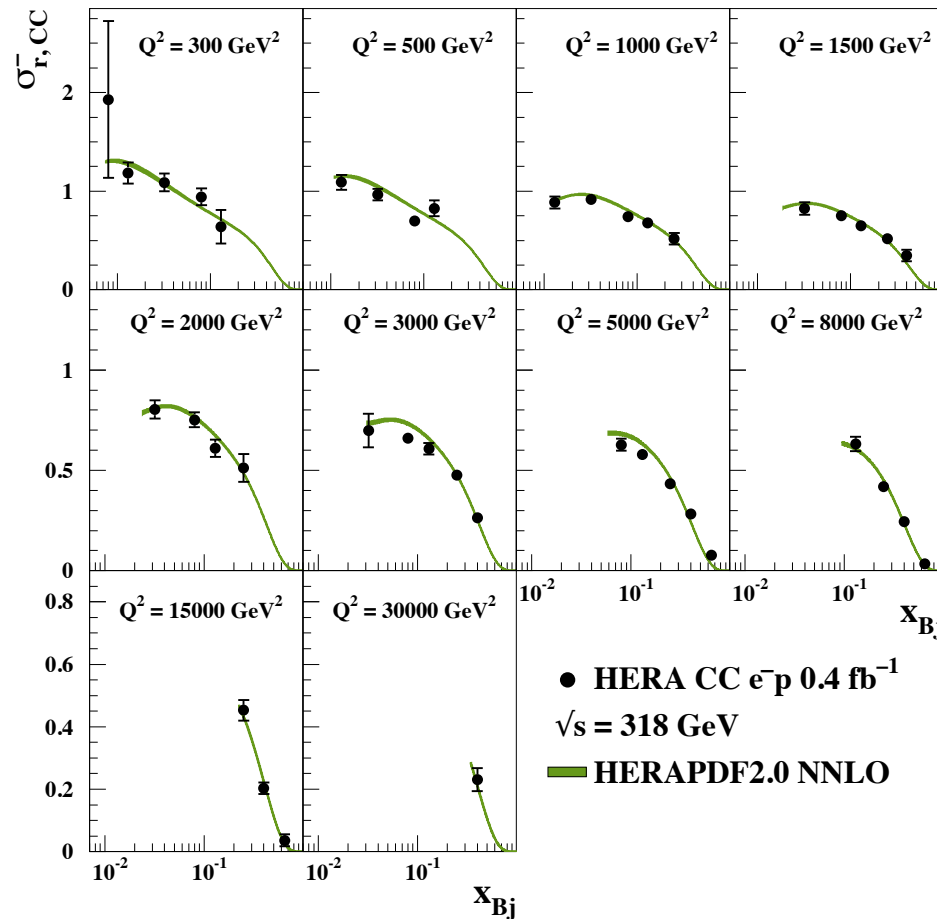 σ⁻r, CC
Q² = 300 GeV²
Q² = 500 GeV²
Q² = 1000 GeV²
Q² = 1500 GeV²
2
1
0
Q² = 2000 GeV²
Q² = 3000 GeV²
Q² = 5000 GeV²
Q² = 8000 GeV²
1
0.5
0
10⁻² 10⁻¹ 10⁻² 10⁻¹
xBj
Q² = 15000 GeV²
Q² = 30000 GeV²
0.8
0.6
0.4
0.2
0
10⁻² 10⁻¹ 10⁻² 10⁻¹
xBj
HERA CC e⁻p 0.4 fb⁻¹
√s = 318 GeV
HERAPDF2.0 NNLO